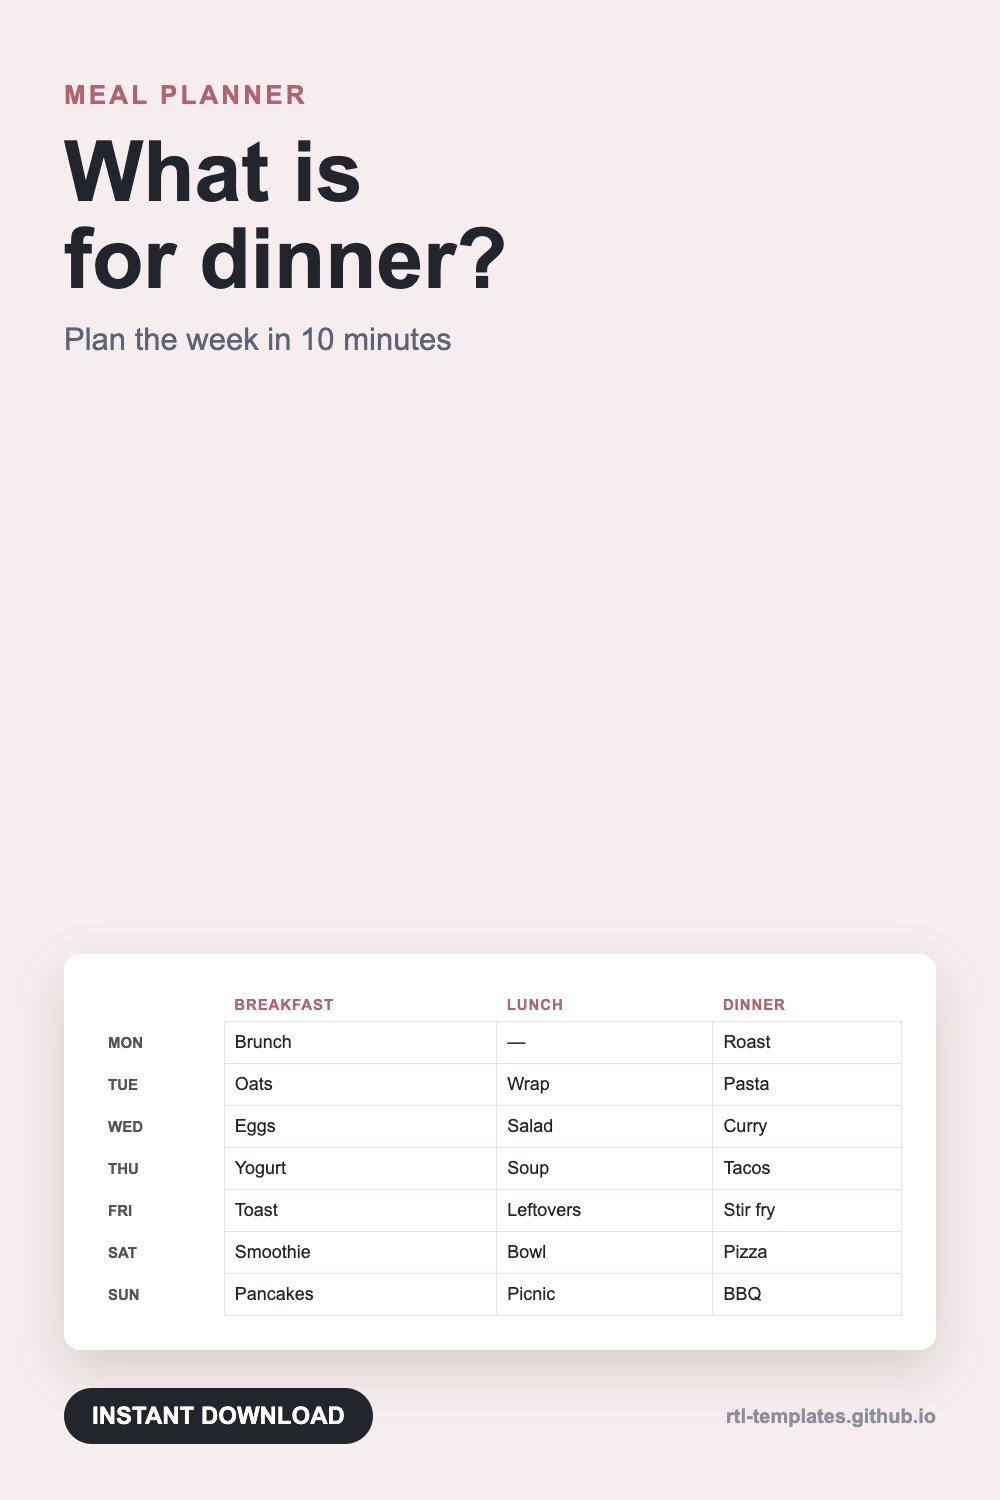 MEAL PLANNER
What is
for dinner?
Plan the week in 10 minutes
BREAKFAST LUNCH DINNER
MON Brunch — Roast
TUE Oats Wrap Pasta
WED Eggs Salad Curry
THU Yogurt Soup Tacos
FRI Toast Leftovers Stir fry
SAT Smoothie Bowl Pizza
SUN Pancakes Picnic BBQ
INSTANT DOWNLOAD rtl-templates.github.io